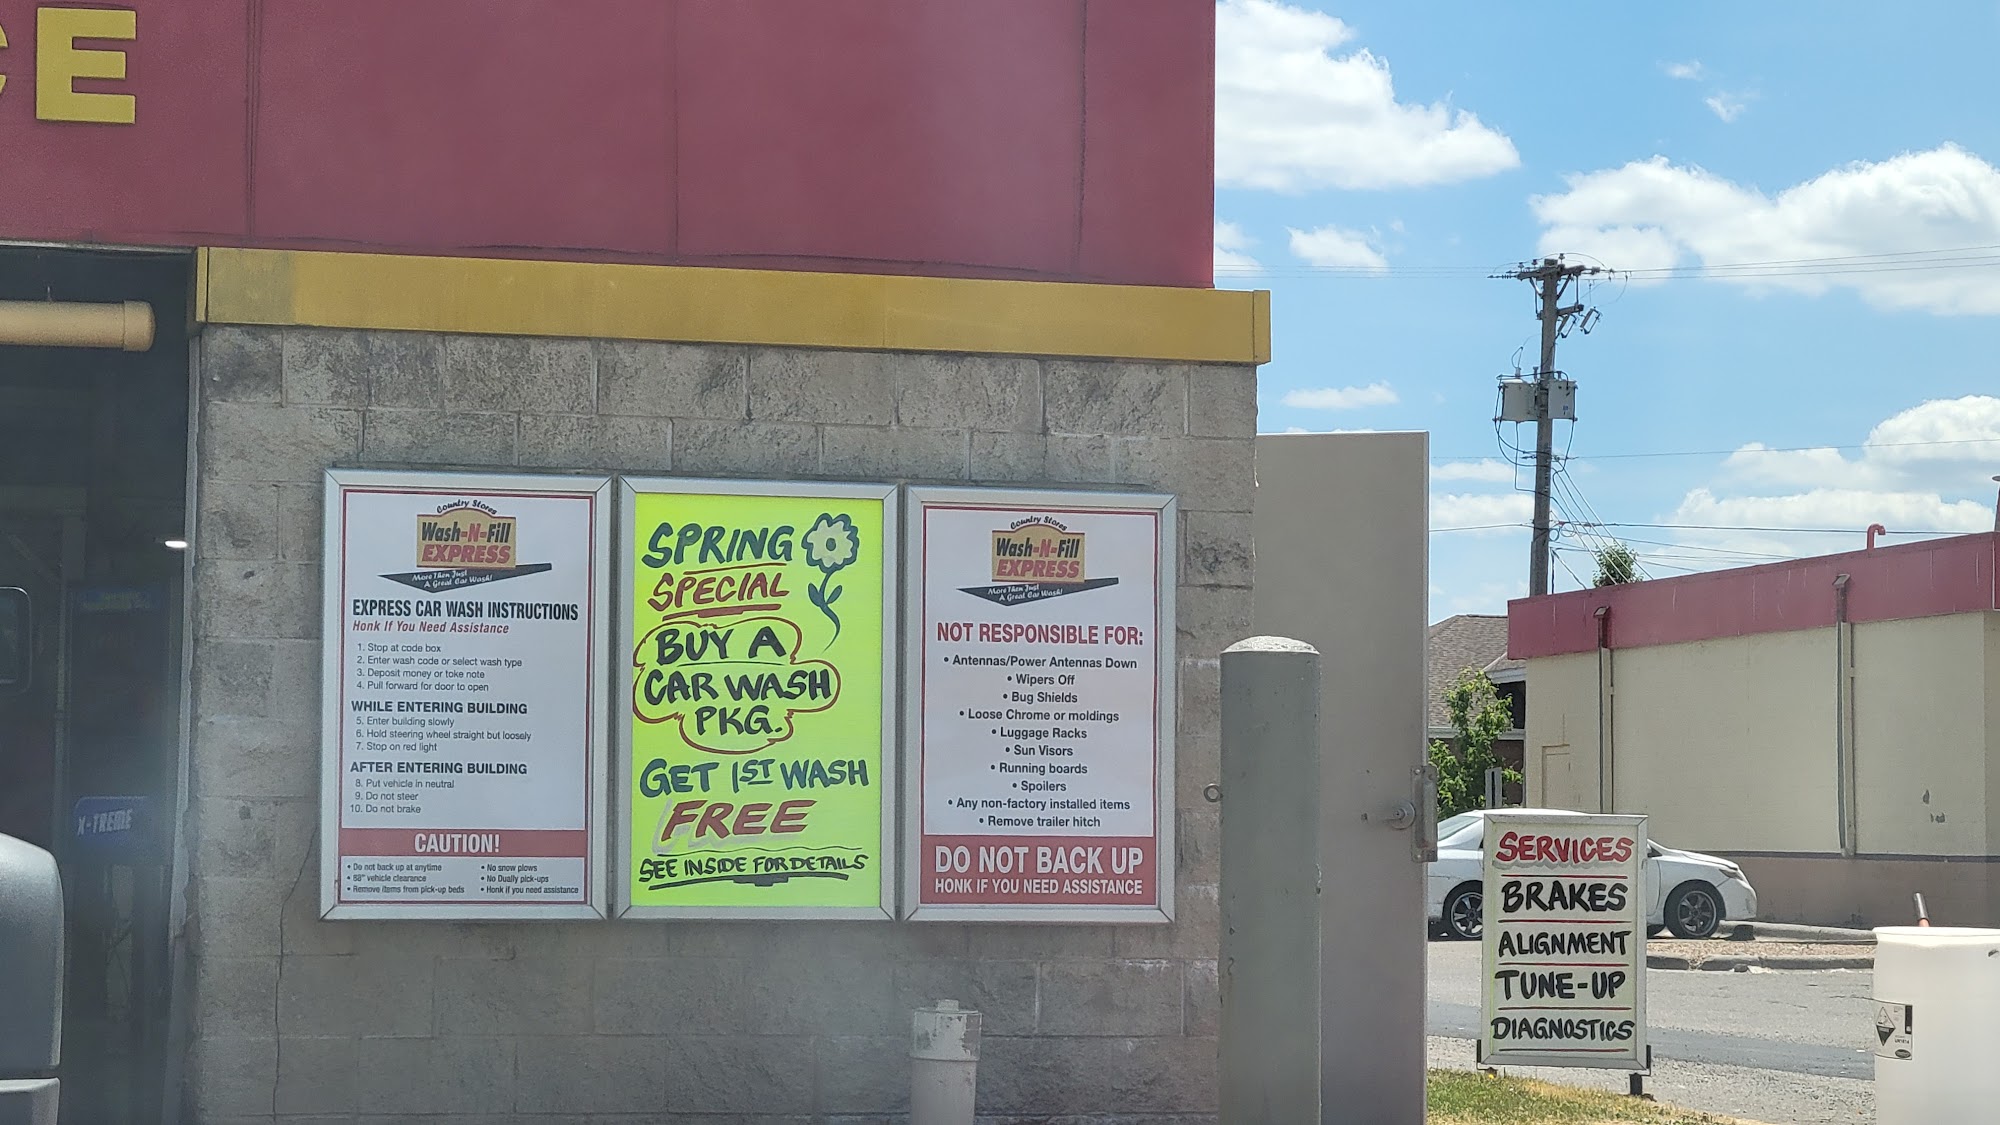 CE
Country Stores
Wash-N-Fill
EXPRESS
More Then Just
A Great Car Wash!
EXPRESS CAR WASH INSTRUCTIONS
Honk If You Need Assistance
1. Stop at code box
2. Enter wash code or select wash type
3. Deposit money or toke note
4. Pull forward for door to open
WHILE ENTERING BUILDING
5. Enter building slowly
6. Hold steering wheel straight but loosely
7. Stop on red light
AFTER ENTERING BUILDING
8. Put vehicle in neutral
9. Do not steer
10. Do not brake
CAUTION!
• Do not back up at anytime
• 88" vehicle clearance
• Remove items from pick-up beds
• No snow plows
• No Dually pick-ups
• Honk if you need assistance
SPRING
SPECIAL
BUY A
CAR WASH
PKG.
GET 1ST WASH
FREE
SEE INSIDE FOR DETAILS
Country Stores
Wash-N-Fill
EXPRESS
More Then Just
A Great Car Wash!
NOT RESPONSIBLE FOR:
• Antennas/Power Antennas Down
• Wipers Off
• Bug Shields
• Loose Chrome or moldings
• Luggage Racks
• Sun Visors
• Running boards
• Spoilers
• Any non-factory installed items
• Remove trailer hitch
DO NOT BACK UP
HONK IF YOU NEED ASSISTANCE
X-TREME
SERVICES
BRAKES
ALIGNMENT
TUNE-UP
DIAGNOSTICS